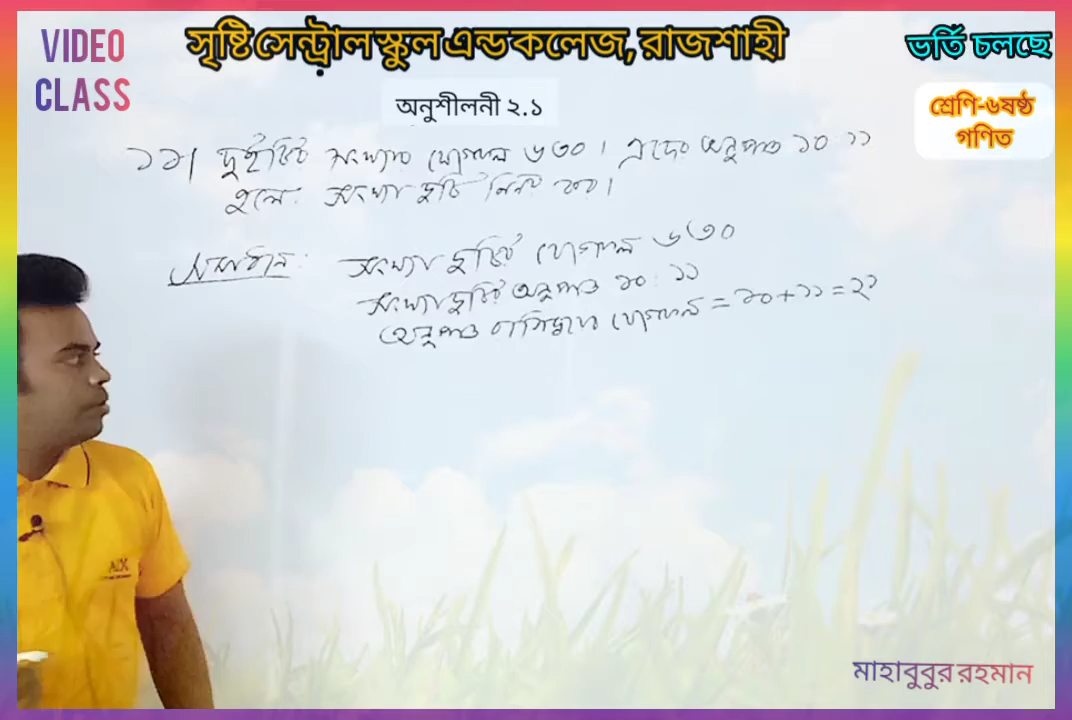 VIDEO
CLASS
সৃষ্টি সেন্ট্রাল স্কুল এন্ড কলেজ, রাজশাহী
ভর্তি চলছে
শ্রেণি-৬ষষ্ঠ
গণিত
অনুশীলনী ২.১
১১। দুইটি সংখ্যার যোগফল ৬৩০। এদের অনুপাত ১০:১১
হলে, সংখ্যা দুটি নির্ণয় কর।
সমাধান: সংখ্যা দুটির যোগফল ৬৩০
সংখ্যা দুটির অনুপাত ১০:১১
অনুপাত রাশিদ্বয়ের যোগফল = ১০+১১ = ২১
মাহাবুবুর রহমান